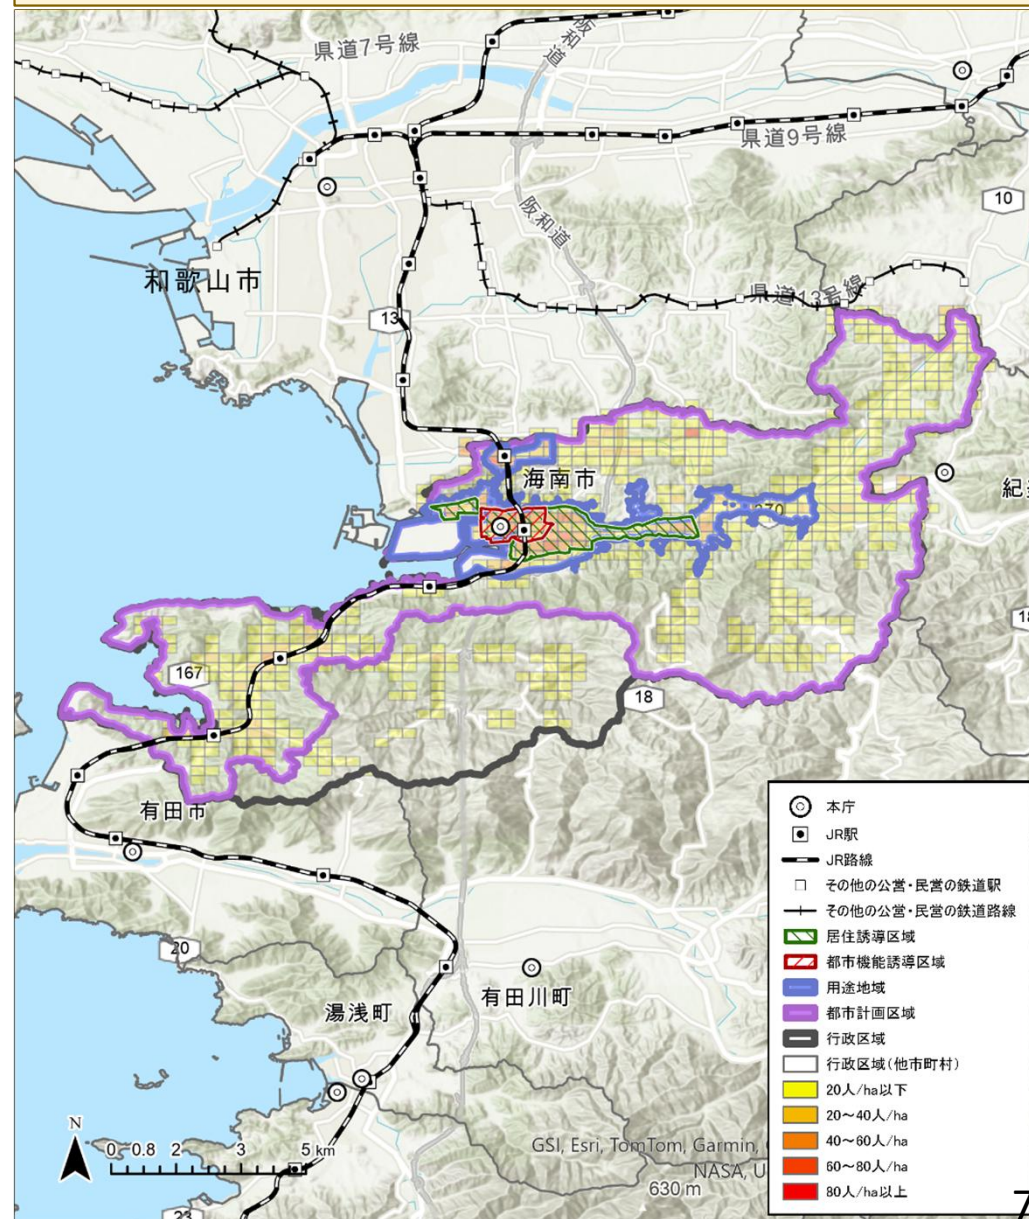 県道7号線
阪和道
県道9号線
10
阪和道
和歌山市
県道13号線
13
海南市
370
167
18
有田市
20
有田川町
湯浅町
N
0 0.8 2 3 5 km
GSI, Esri, TomTom, Garmin,
NASA, U
630 m
23
本庁
JR駅
JR路線
その他の公営・民営の鉄道駅
その他の公営・民営の鉄道路線
居住誘導区域
都市機能誘導区域
用途地域
都市計画区域
行政区域
行政区域(他市町村)
20人/ha以下
20～40人/ha
40～60人/ha
60～80人/ha
80人/ha以上
7